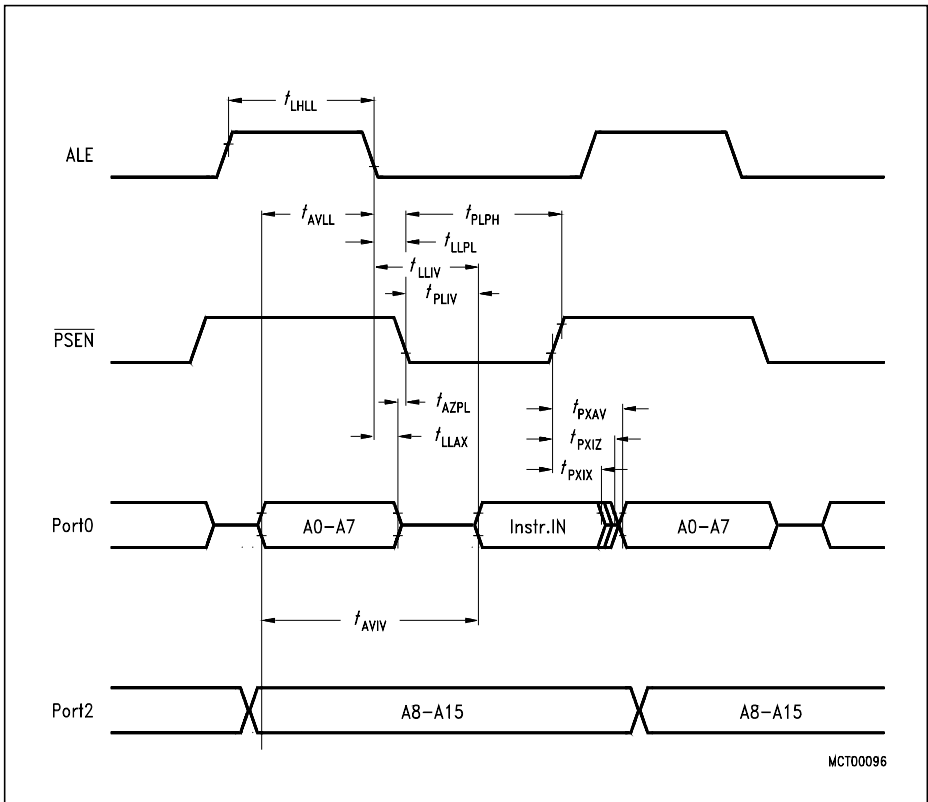 tLHLL
ALE
tAVLL
tPLPH
tLLPL
tLLIV
tPLIV
PSEN
tAZPL
tPXAV
tLLAX
tPXIZ
tPXIX
Port0
A0-A7
Instr.IN
A0-A7
tAVIV
Port2
A8-A15
A8-A15
MCT00096